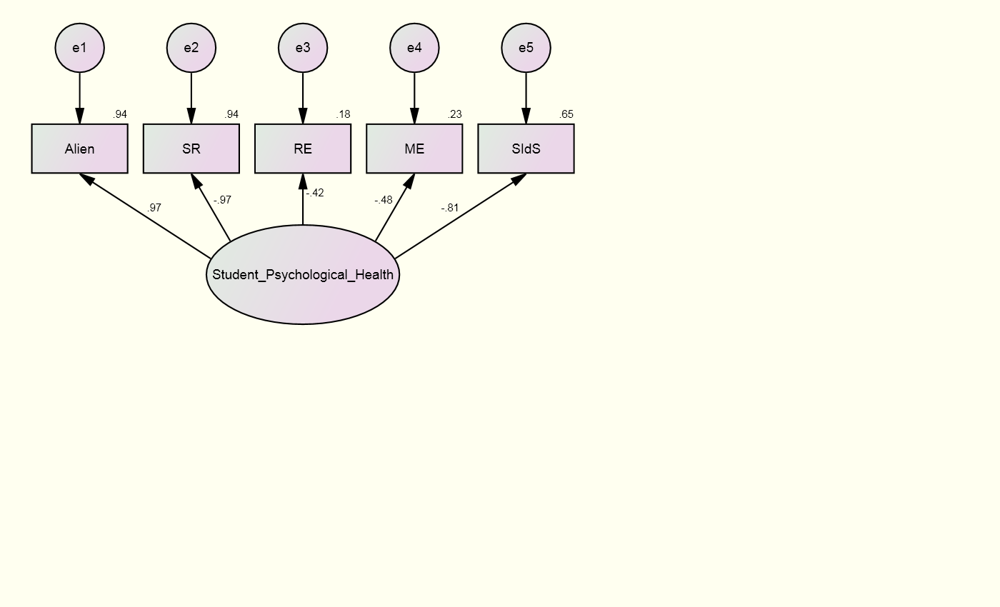 e1 e2 e3 e4 e5
.94 .94 .18 .23 .65
Alien SR RE ME SIdS
.97 -.97 -.42 -.48 -.81
Student_Psychological_Health